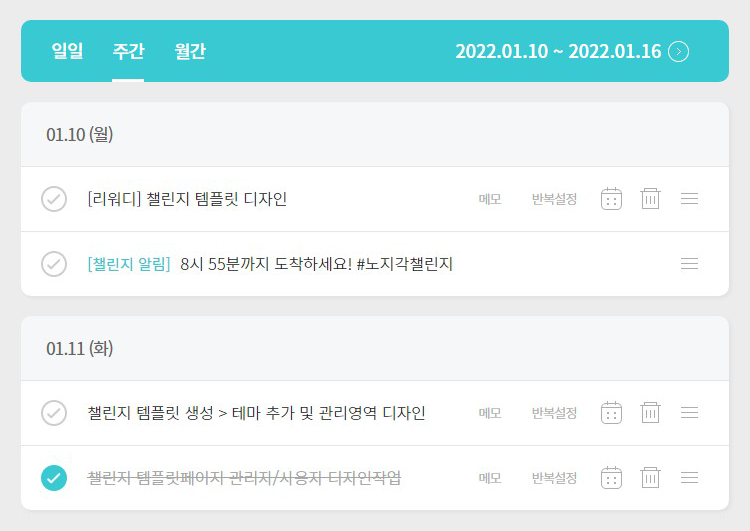 일일 주간 월간 2022.01.10 ~ 2022.01.16
01.10 (월)
[리워디] 챌린지 템플릿 디자인 메모 반복설정
[챌린지 알림] 8시 55분까지 도착하세요! #노지각챌린지
01.11 (화)
챌린지 템플릿 생성 > 테마 추가 및 관리영역 디자인 메모 반복설정
챌린지 템플릿페이지 관리자/사용자 디자인작업 메모 반복설정